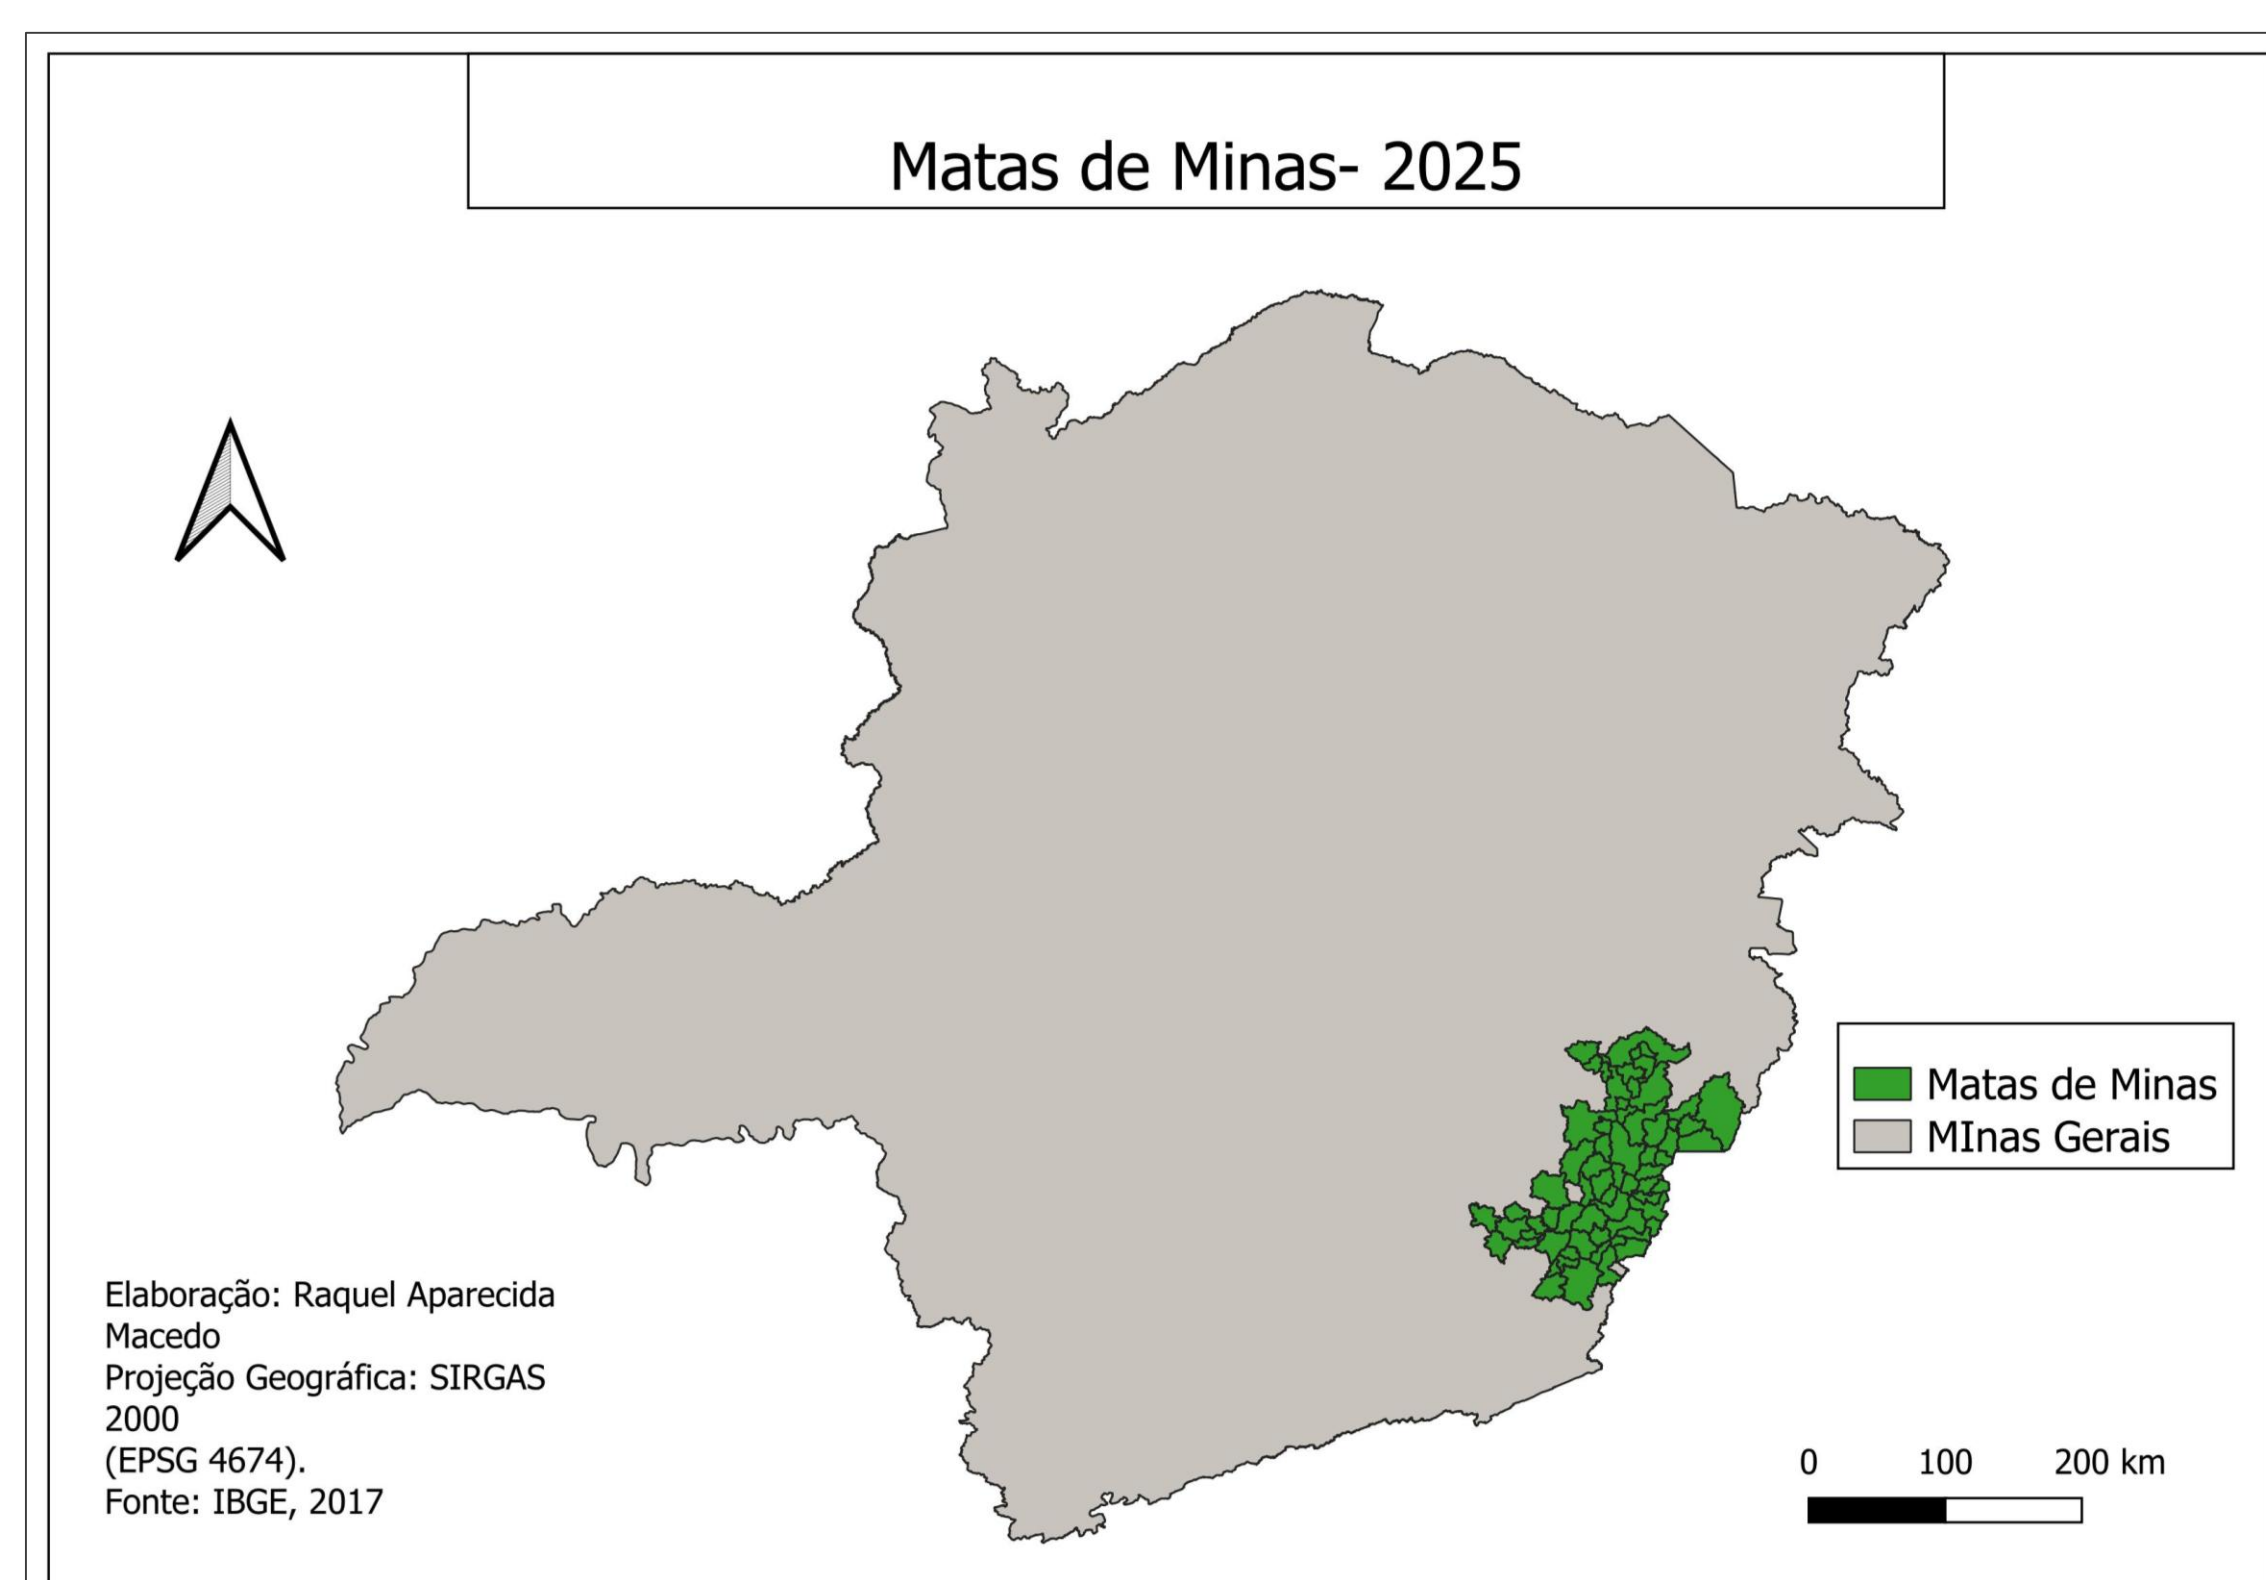 Matas de Minas- 2025
Matas de Minas
MInas Gerais
Elaboração: Raquel Aparecida
Macedo
Projeção Geográfica: SIRGAS
2000
(EPSG 4674).
Fonte: IBGE, 2017
0 100 200 km